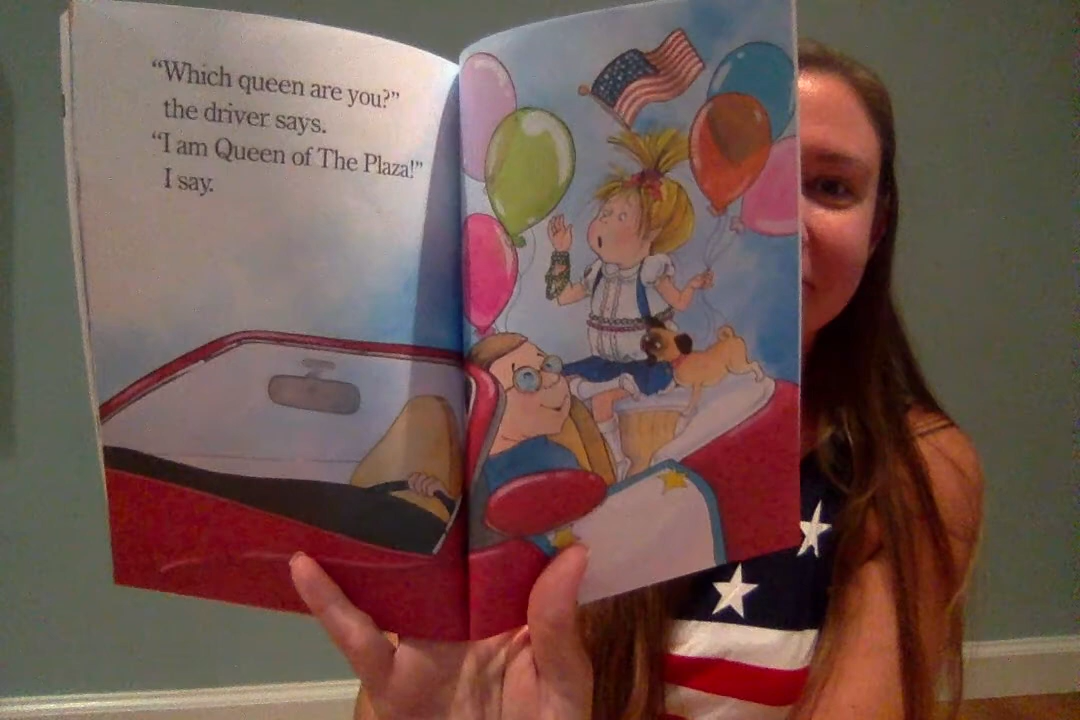 “Which queen are you?”
the driver says.
“I am Queen of The Plaza!”
I say.